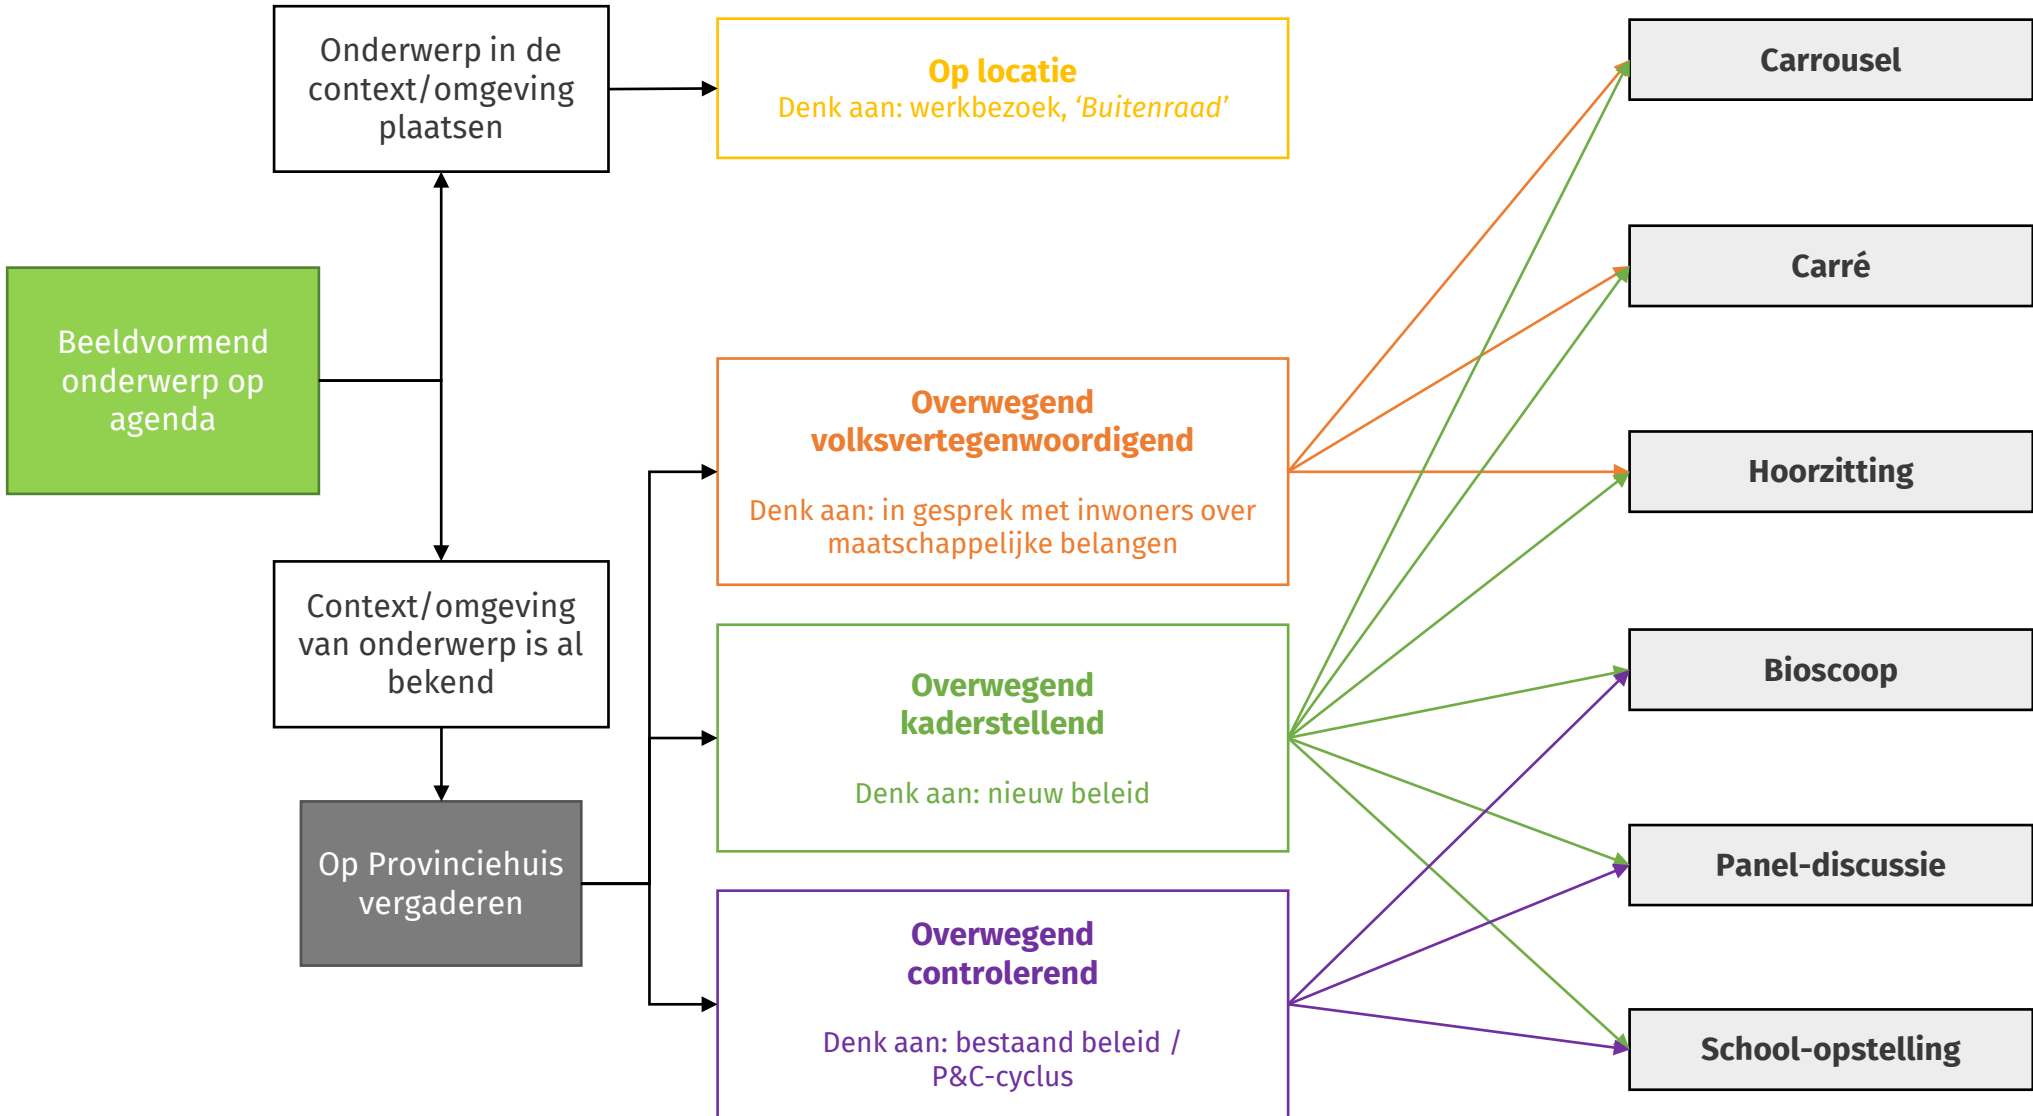 Onderwerp in de
context/omgeving
plaatsen
Op locatie
Denk aan: werkbezoek, ‘Buitenraad’
Beeldvormend
onderwerp op
agenda
Context/omgeving
van onderwerp is al
bekend
Op Provinciehuis
vergaderen
Overwegend
volksvertegenwoordigend
Denk aan: in gesprek met inwoners over
maatschappelijke belangen
Overwegend
kaderstellend
Denk aan: nieuw beleid
Overwegend
controlerend
Denk aan: bestaand beleid /
P&C-cyclus
Carrousel
Carré
Hoorzitting
Bioscoop
Panel-discussie
School-opstelling